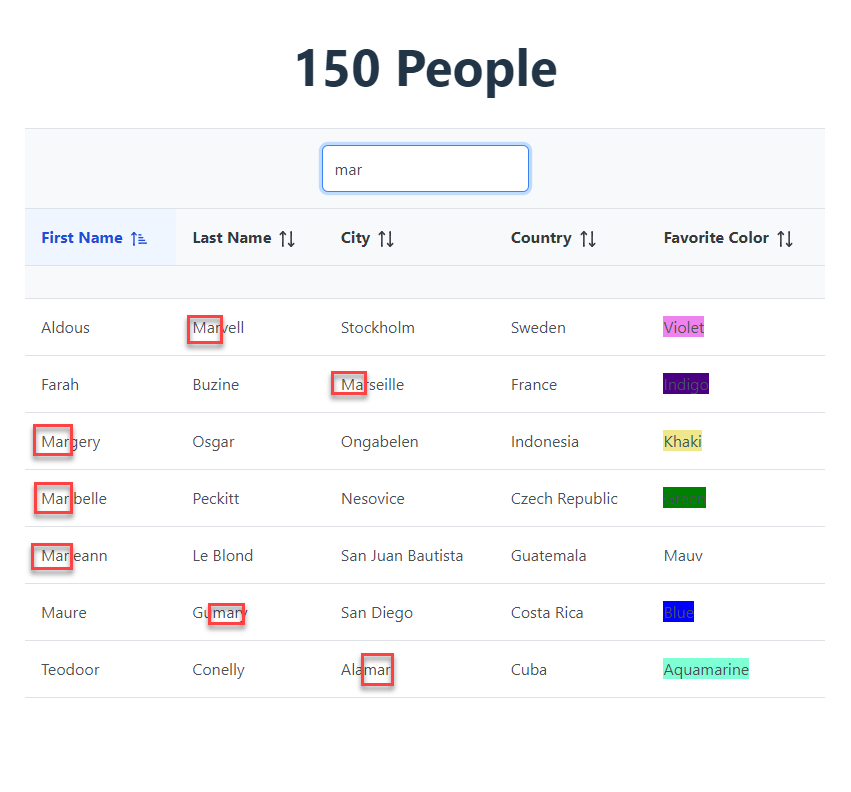 150 People
mar
First Name Last Name City Country Favorite Color
Aldous Marvell Stockholm Sweden Violet
Farah Buzine Marseille France Indigo
Margery Osgar Ongabelen Indonesia Khaki
Maribelle Peckitt Nesovice Czech Republic Green
Marieann Le Blond San Juan Bautista Guatemala Mauv
Maure Gumary San Diego Costa Rica Blue
Teodoor Conelly Alamar Cuba Aquamarine